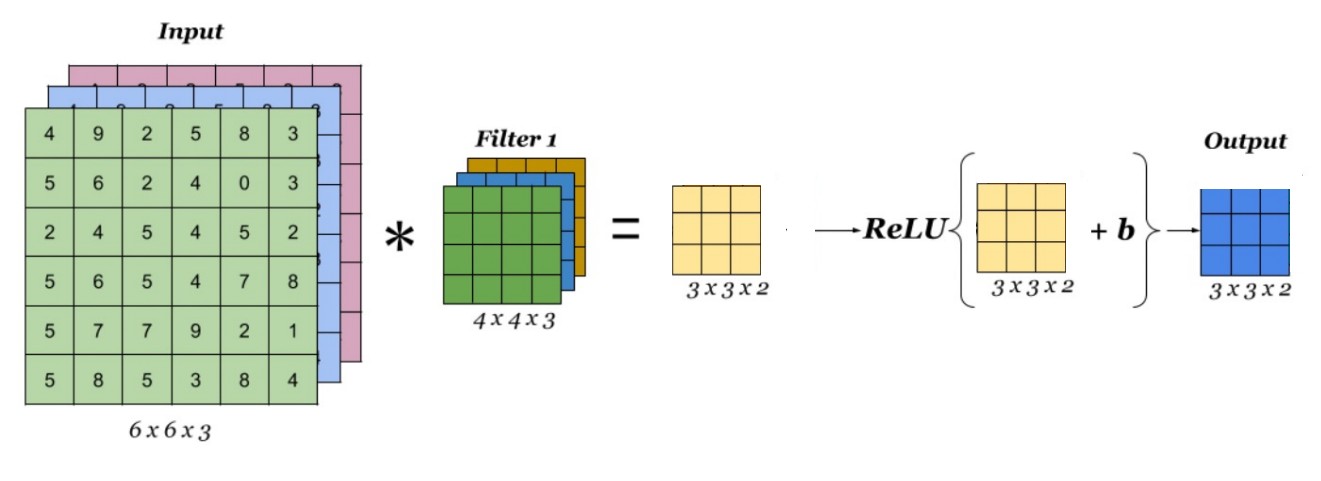 Input
4 9 2 5 8 3
5 6 2 4 0 3
2 4 5 4 5 2
5 6 5 4 7 8
5 7 7 9 2 1
5 8 5 3 8 4
6 x 6 x 3
*
Filter 1
4 x 4 x 3
=
3 x 3 x 2
ReLU { + b }
3 x 3 x 2
Output
3 x 3 x 2